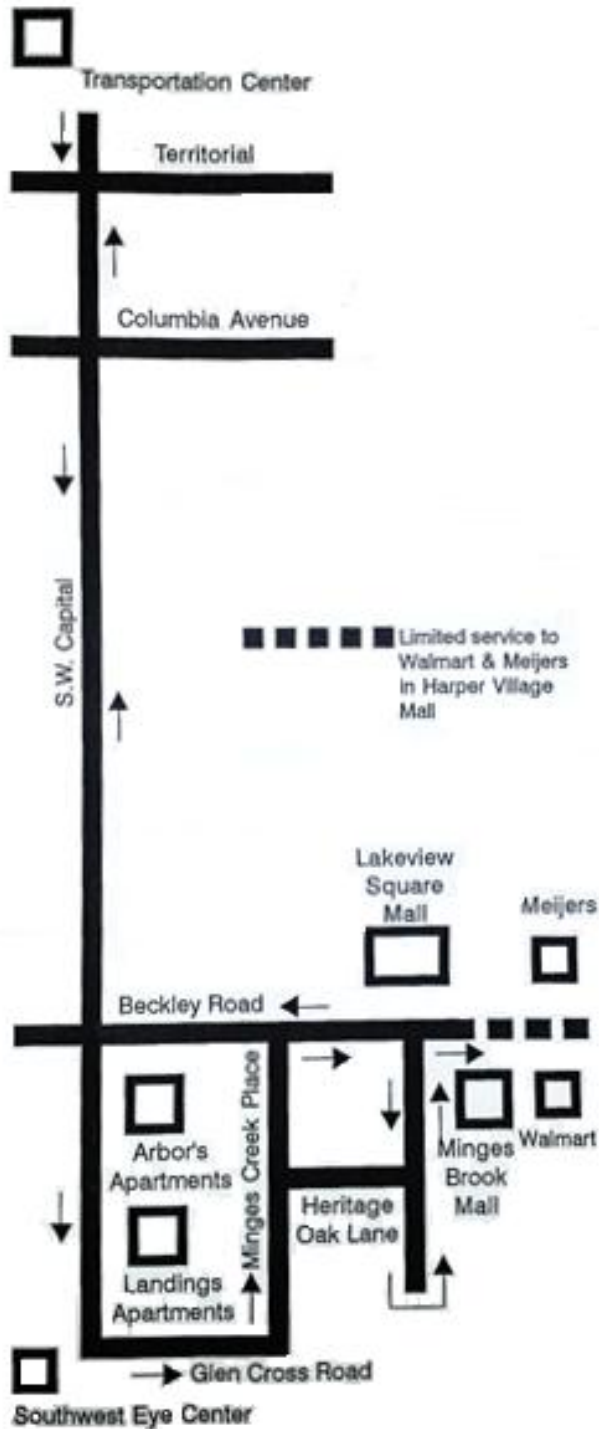 Transportation Center
Territorial
Columbia Avenue
S.W. Capital
Limited service to
Walmart & Meijers
in Harper Village
Mall
Lakeview
Square
Mall
Meijers
Beckley Road
Minges Creek Place
Arbor's
Apartments
Minges
Brook
Mall
Walmart
Heritage
Oak Lane
Landings
Apartments
Glen Cross Road
Southwest Eye Center